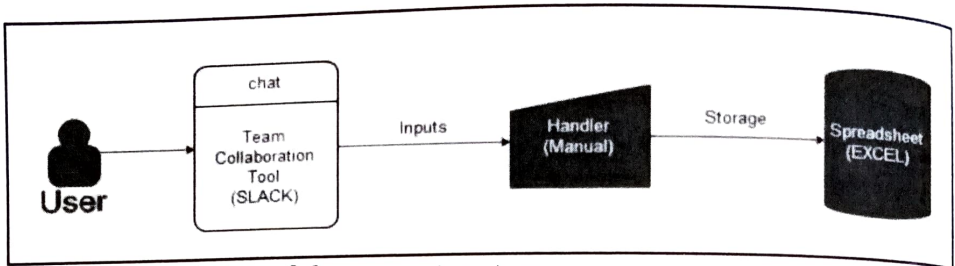 User
chat
Team
Collaboration
Tool
(SLACK)
Inputs
Handler
(Manual)
Storage
Spreadsheet
(EXCEL)